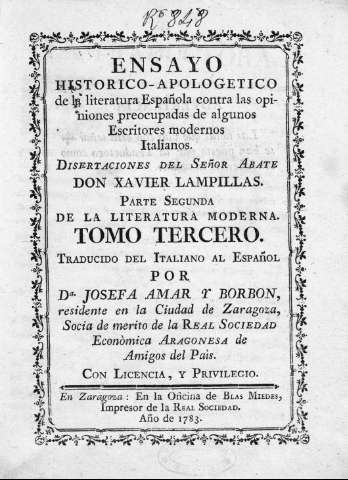 Rº 848
ENSAYO
HISTORICO-APOLOGETICO
de la literatura Española contra las opi-
niones preocupadas de algunos
Escritores modernos
Italianos.
DISERTACIONES DEL SEÑOR ABATE
DON XAVIER LAMPILLAS.
PARTE SEGUNDA
DE LA LITERATURA MODERNA.
TOMO TERCERO.
TRADUCIDO DEL ITALIANO AL ESPAÑOL
POR
Dª. JOSEFA AMAR Y BORBON,
residente en la Ciudad de Zaragoza,
Socia de merito de la REAL SOCIEDAD
Econòmica ARAGONESA de
Amigos del Pais.
CON LICENCIA, Y PRIVILEGIO.
En Zaragoza: En la Oficina de BLAS MIEDES,
Impresor de la REAL SOCIEDAD.
Año de 1783.